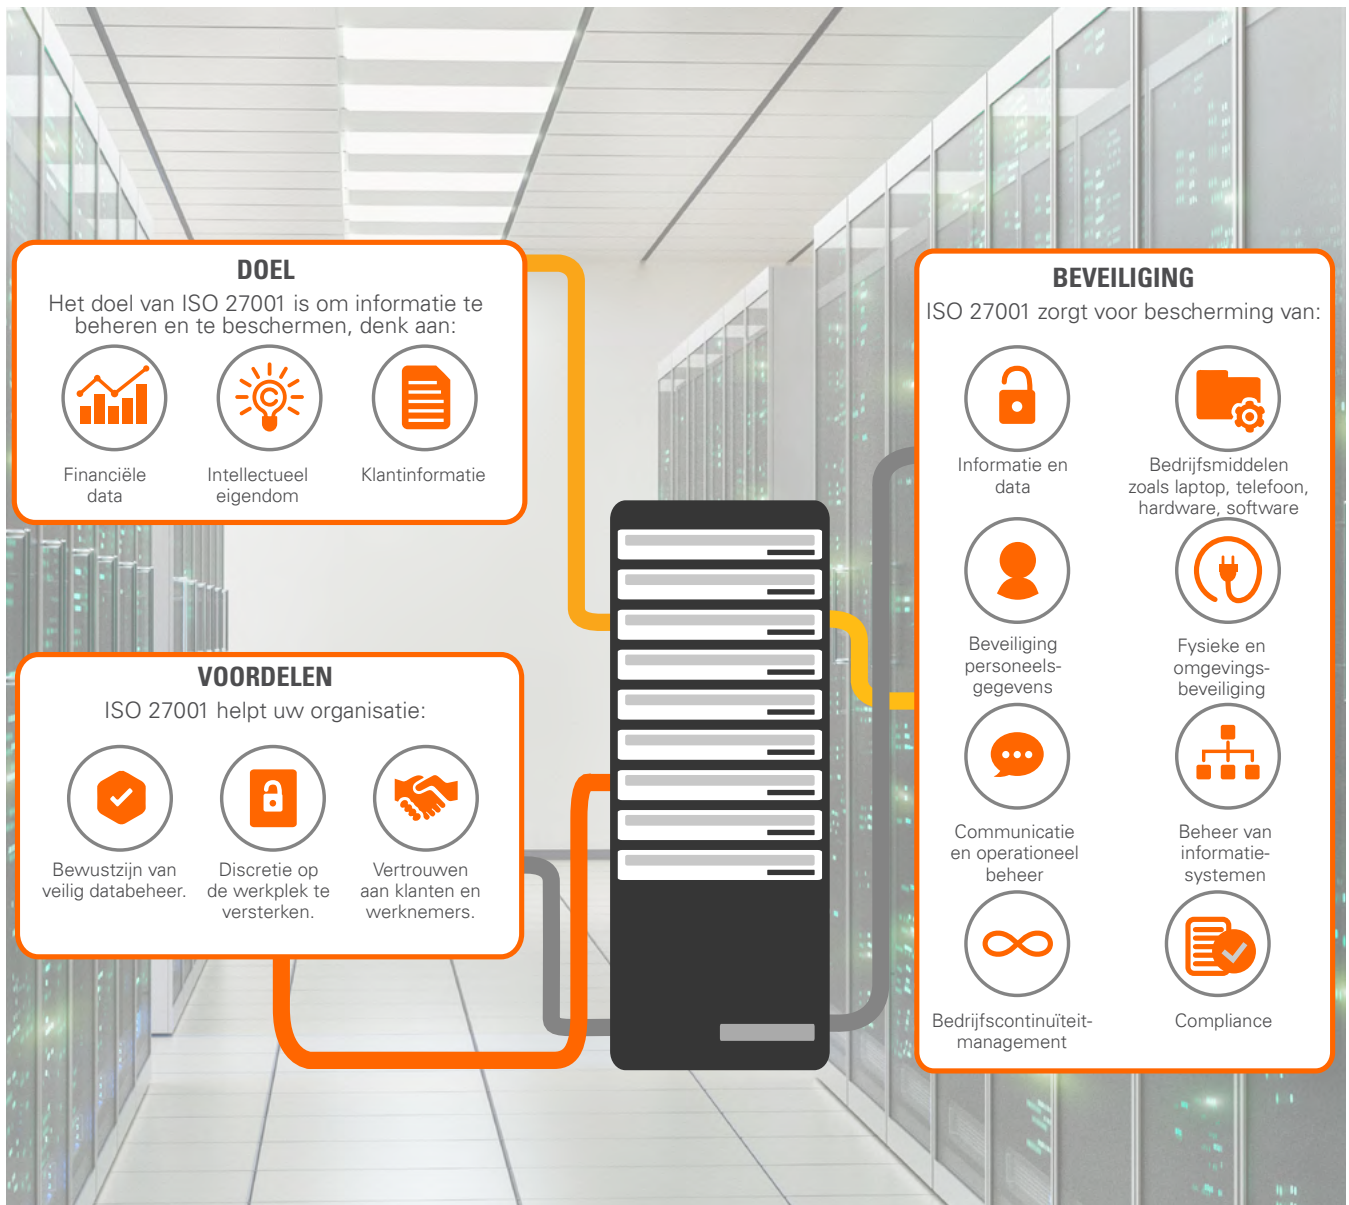 DOEL
Het doel van ISO 27001 is om informatie te
beheren en te beschermen, denk aan:
Financiële
data
Intellectueel
eigendom
Klantinformatie
VOORDELEN
ISO 27001 helpt uw organisatie:
Bewustzijn van
veilig databeheer.
Discretie op
de werkplek te
versterken.
Vertrouwen
aan klanten en
werknemers.
BEVEILIGING
ISO 27001 zorgt voor bescherming van:
Informatie en
data
Bedrijfsmiddelen
zoals laptop, telefoon,
hardware, software
Beveiliging
personeels-
gegevens
Fysieke en
omgevings-
beveiliging
Communicatie
en operationeel
beheer
Beheer van
informatie-
systemen
Bedrijfscontinuïteit-
management
Compliance